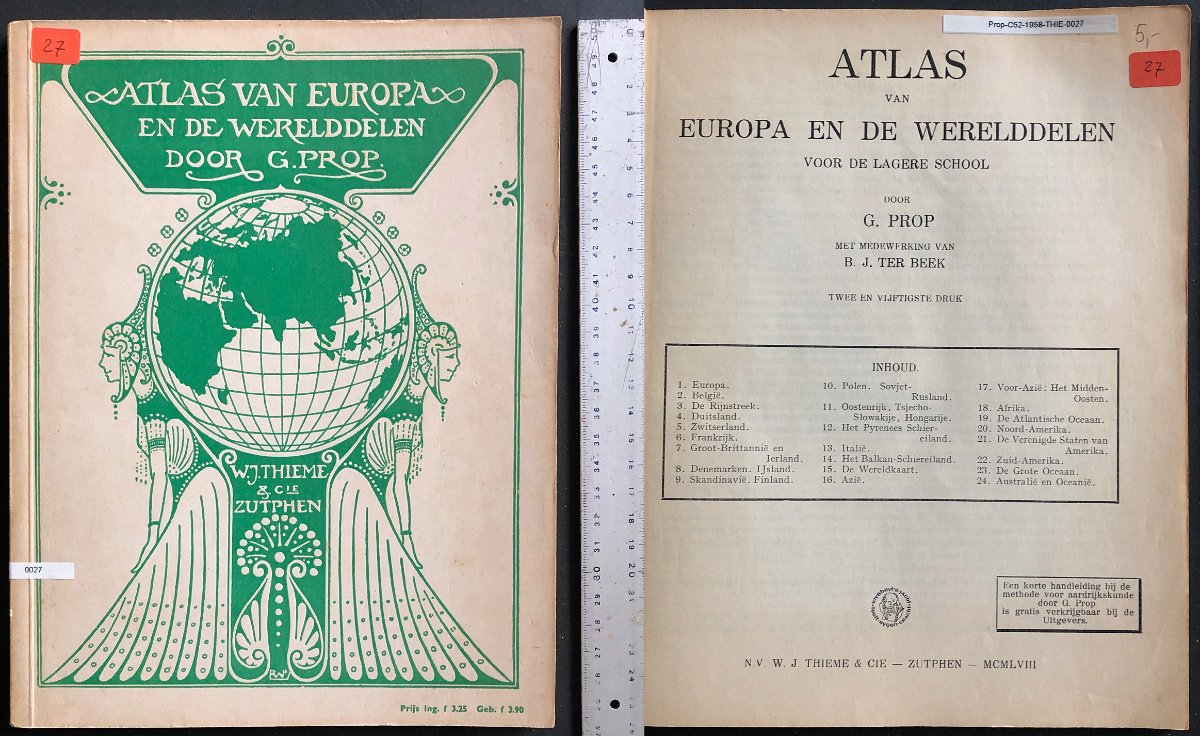 27
ATLAS VAN EUROPA
EN DE WERELDDELEN
DOOR G. PROP.
W.J. THIEME
& CIE
ZUTPHEN
0027
RWP
Prijs ing. f 3.25 Geb. f 3.90
Prop-C52-1958-THIE-0027
5,-
27
ATLAS
VAN
EUROPA EN DE WERELDDELEN
VOOR DE LAGERE SCHOOL
DOOR
G. PROP
MET MEDEWERKING VAN
B. J. TER BEEK
TWEE EN VIJFTIGSTE DRUK
INHOUD.
1. Europa.
2. België.
3. De Rijnstreek.
4. Duitsland.
5. Zwitserland.
6. Frankrijk.
7. Groot-Brittannië en
Ierland.
8. Denemarken. IJsland.
9. Skandinavië. Finland.
10. Polen. Sovjet-
Rusland.
11. Oostenrijk, Tsjecho-
Slowakije, Hongarije.
12. Het Pyrenees Schier-
eiland.
13. Italië.
14. Het Balkan-Schiereiland.
15. De Wereldkaart.
16. Azië.
17. Voor-Azië: Het Midden-
Oosten.
18. Afrika.
19. De Atlantische Oceaan.
20. Noord-Amerika.
21. De Verenigde Staten van
Amerika.
22. Zuid-Amerika.
23. De Grote Oceaan.
24. Australië en Oceanië.
Een korte handleiding bij de
methode voor aardrijkskunde
door G. Prop
is gratis verkrijgbaar bij de
Uitgevers.
N.V. W. J THIEME & CIE — ZUTPHEN — MCMLVIII